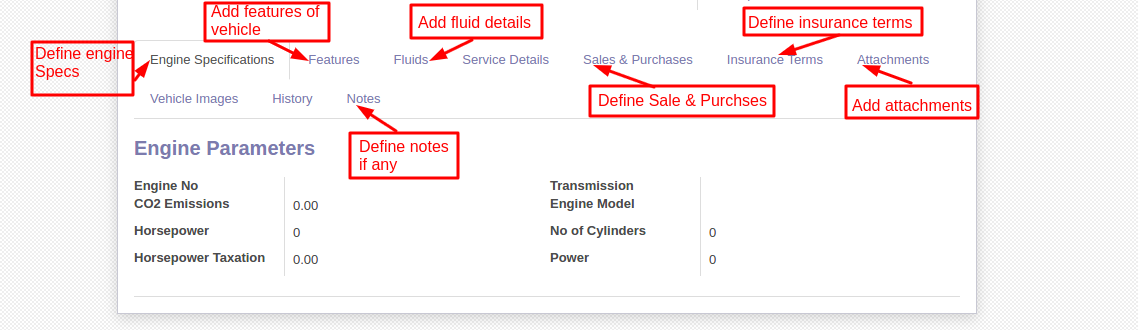 Add features of
vehicle
Add fluid details
Define insurance terms
Define engine
Specs
Engine Specifications
Features
Fluids
Service Details
Sales & Purchases
Insurance Terms
Attachments
Vehicle Images
History
Notes
Define Sale & Purchses
Add attachments
Define notes
if any
Engine Parameters
Engine No
Transmission
CO2 Emissions 0.00
Engine Model
Horsepower 0
No of Cylinders 0
Horsepower Taxation 0.00
Power 0